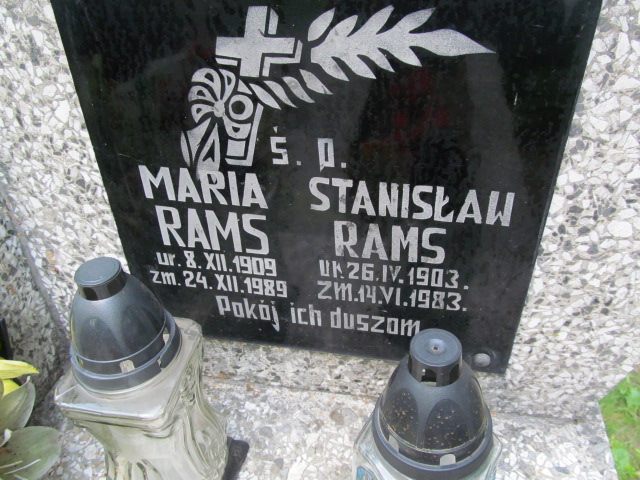 ś. p.
MARIA
RAMS
ur. 8. XII. 1909
zm. 24. XII. 1989
STANISŁAW
RAMS
ur. 26. IV. 1903.
zm. 14. VI. 1983.
Pokój ich duszom